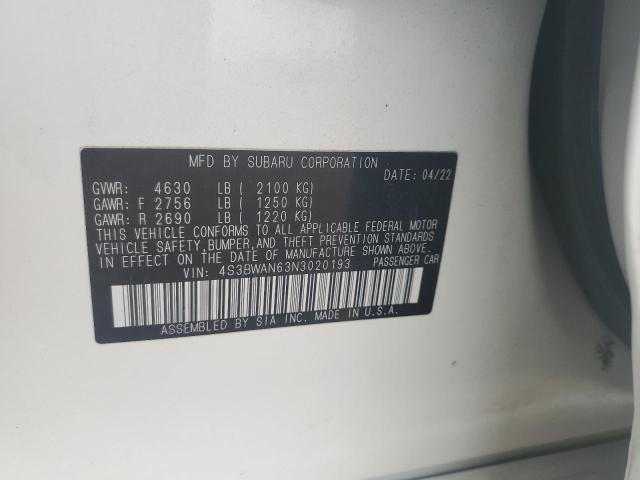 MFD BY SUBARU CORPORATION
DATE: 04/22
GVWR: 4630 LB ( 2100 KG)
GAWR: F 2756 LB ( 1250 KG)
GAWR: R 2690 LB ( 1220 KG)
THIS VEHICLE CONFORMS TO ALL APPLICABLE FEDERAL MOTOR
VEHICLE SAFETY, BUMPER, AND THEFT PREVENTION STANDARDS
IN EFFECT ON THE DATE OF MANUFACTURE SHOWN ABOVE.
VIN: 4S3BWAN63N3020193 PASSENGER CAR
ASSEMBLED BY SIA INC. MADE IN U.S.A.